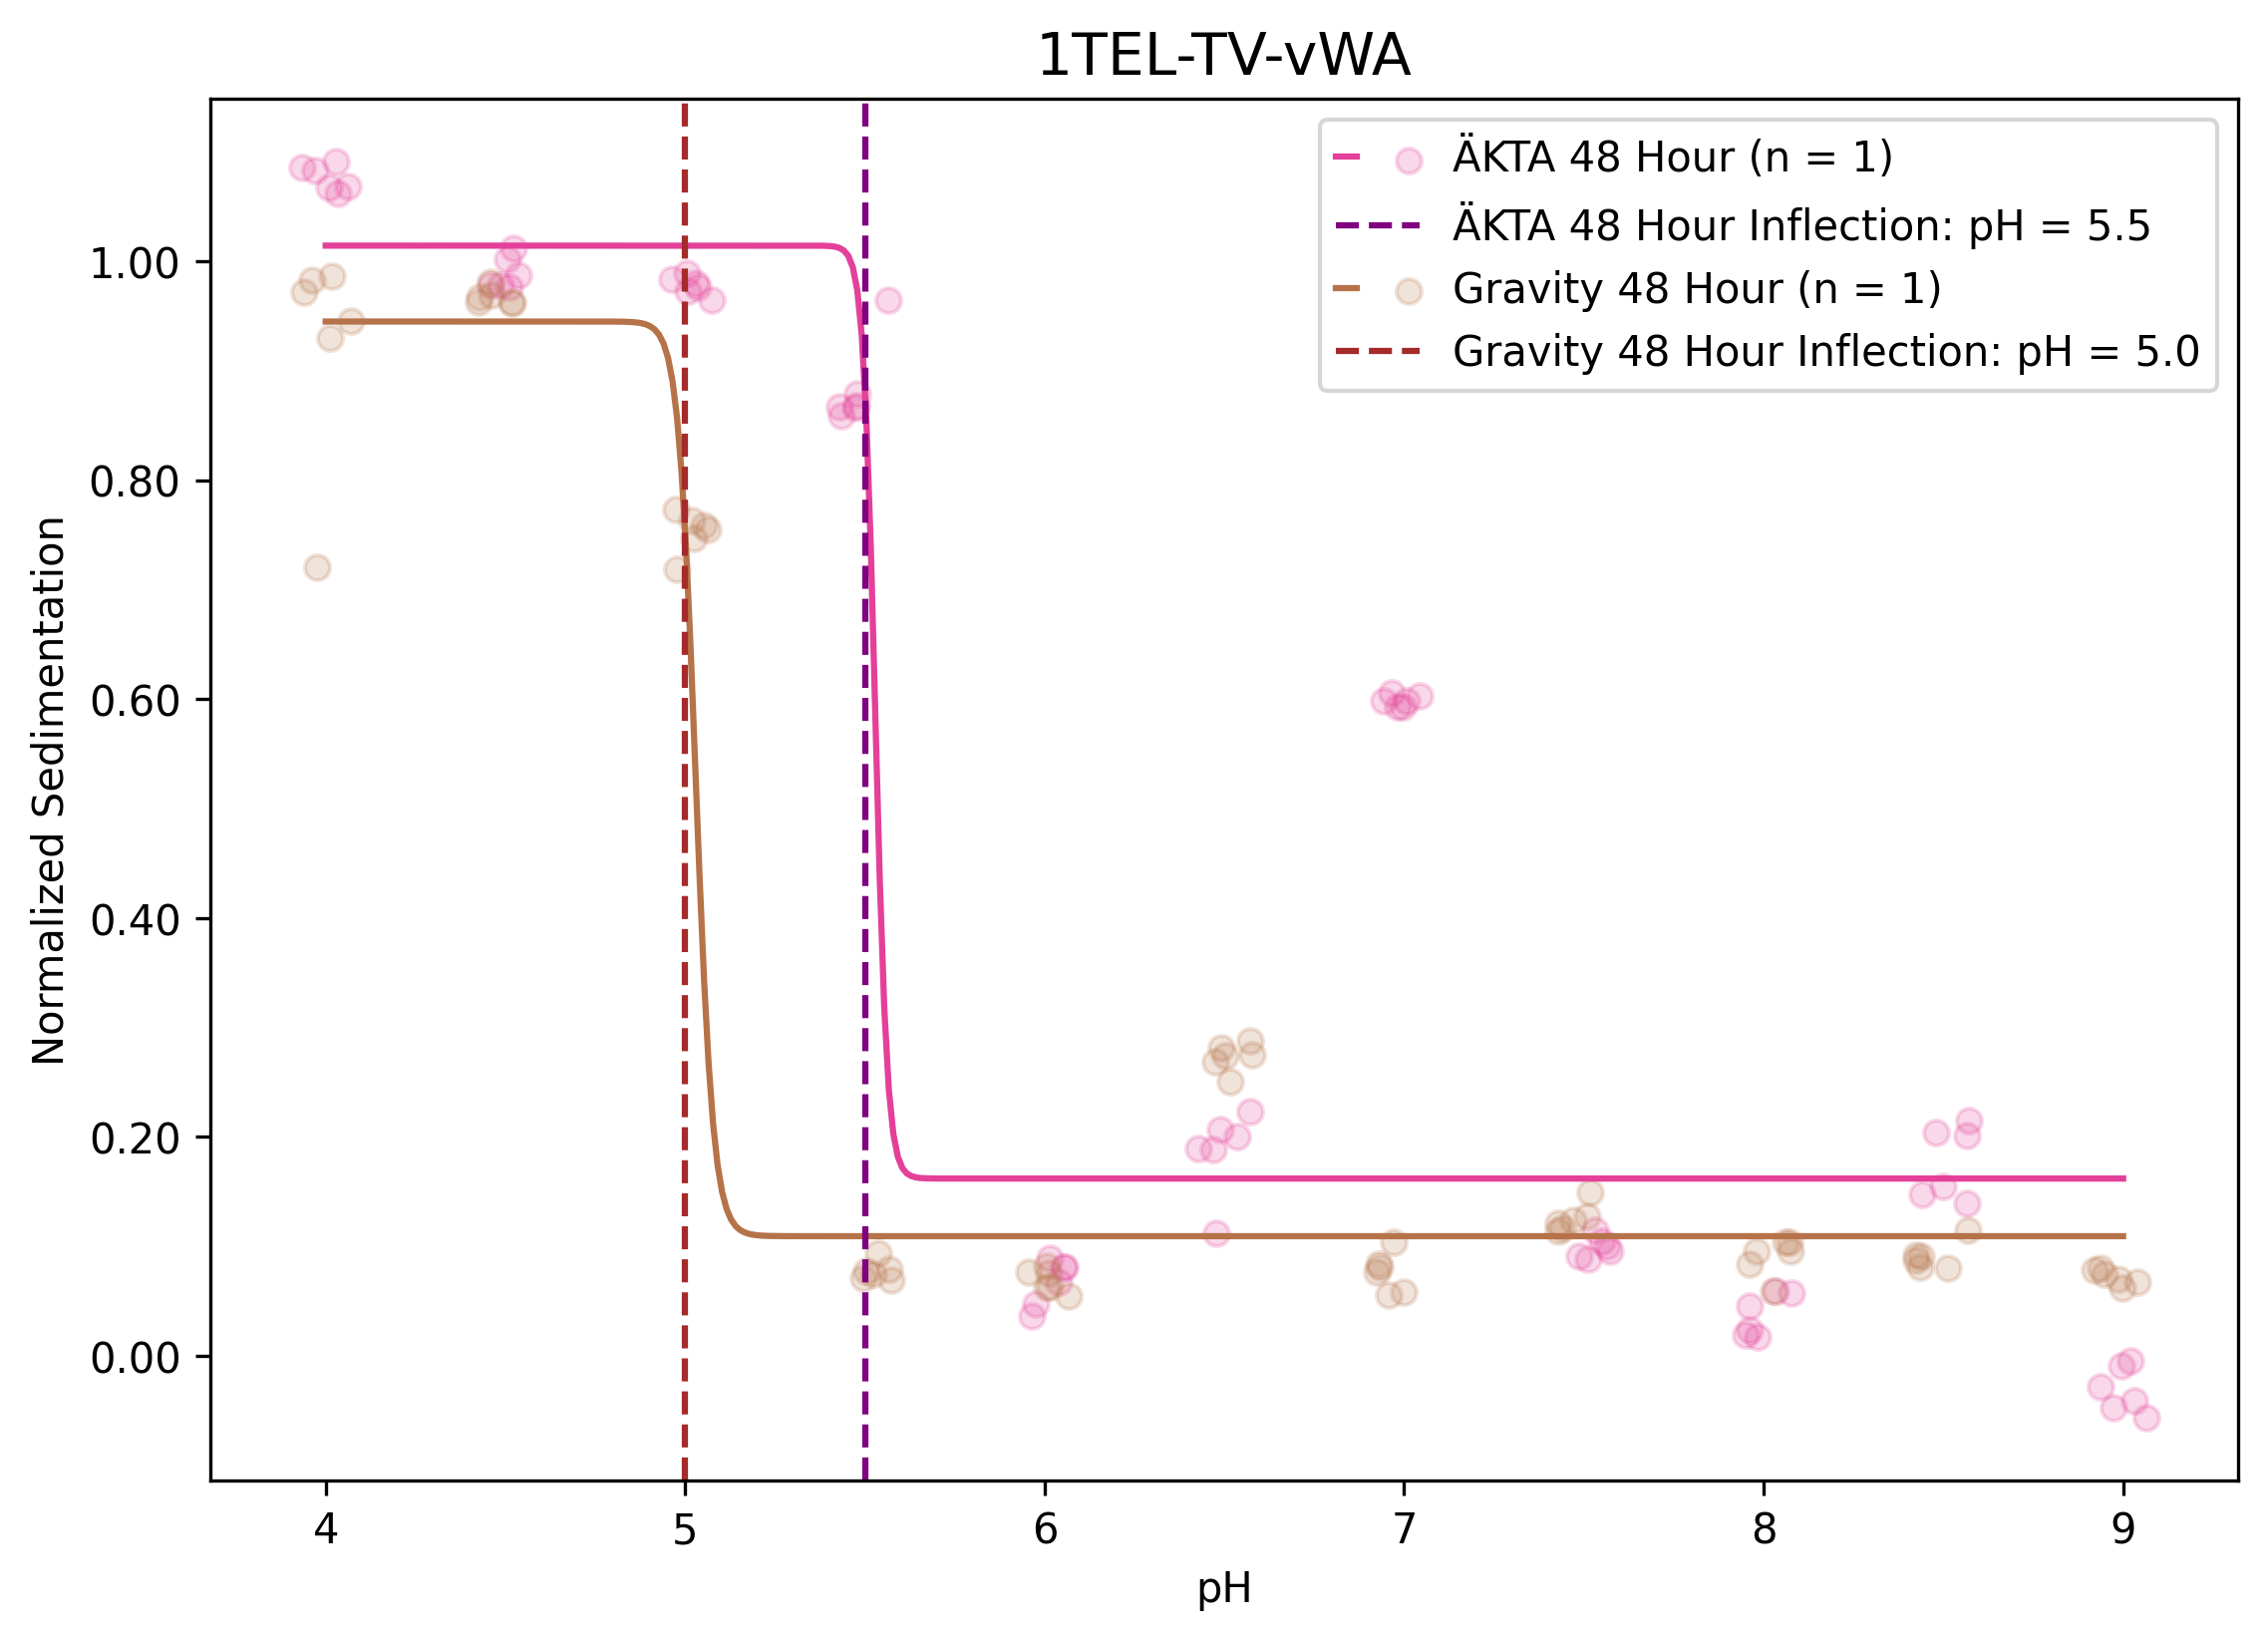 1TEL-TV-vWA
ÄKTA 48 Hour (n = 1)
ÄKTA 48 Hour Inflection: pH = 5.5
Gravity 48 Hour (n = 1)
Gravity 48 Hour Inflection: pH = 5.0
1.00
0.80
0.60
0.40
0.20
0.00
Normalized Sedimentation
4 5 6 7 8 9
pH